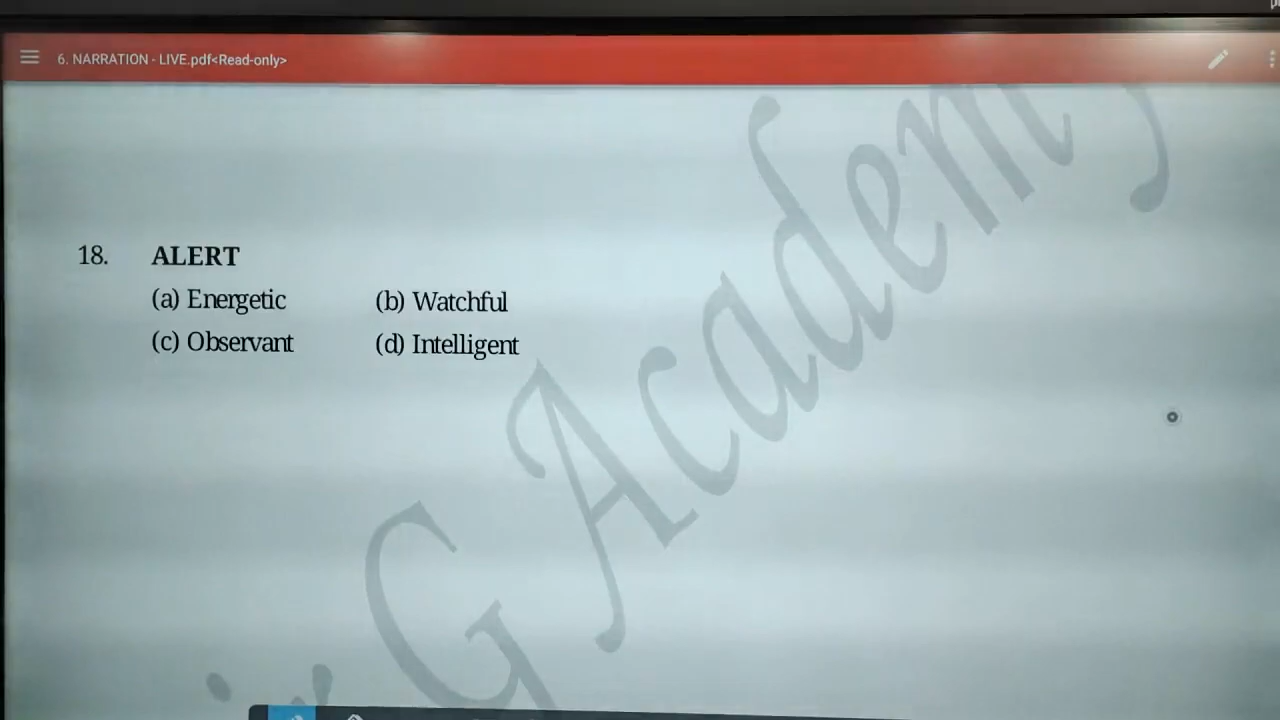 6. NARRATION - LIVE.pdf<Read-only>
18. ALERT
(a) Energetic (b) Watchful
(c) Observant (d) Intelligent
G Academy